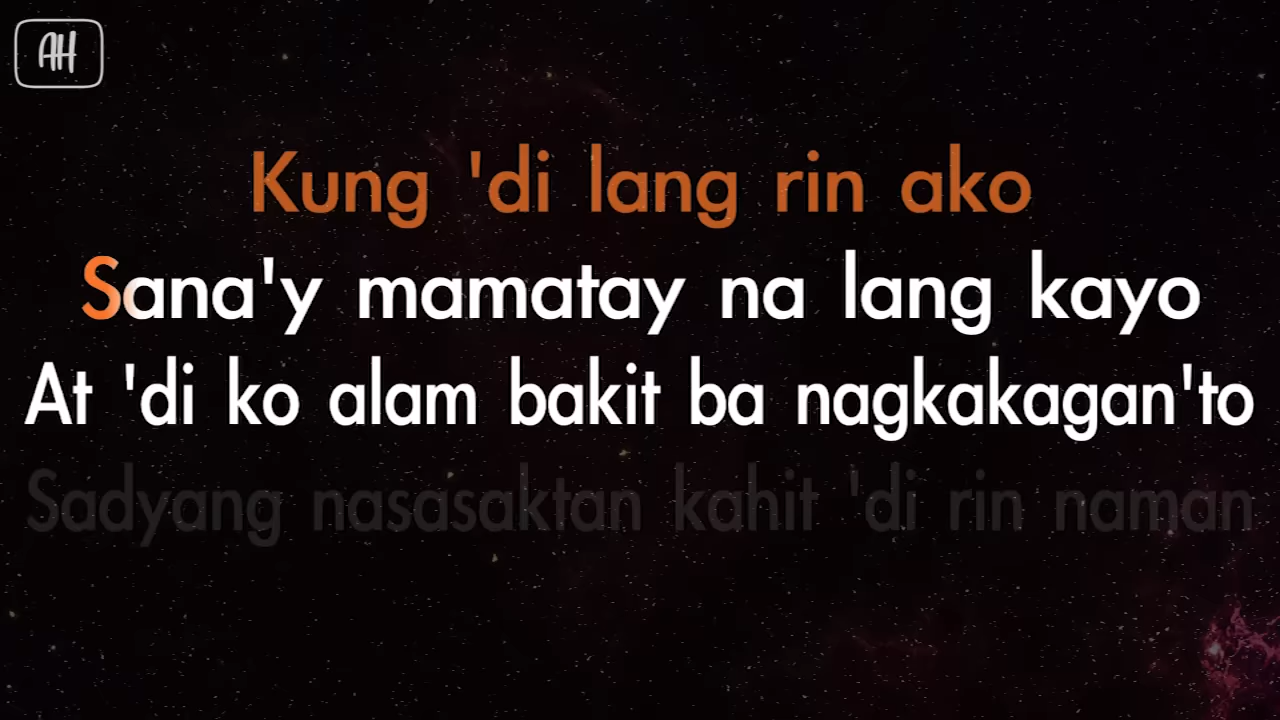 AH
Kung 'di lang rin ako
Sana'y mamatay na lang kayo
At 'di ko alam bakit ba nagkakagan'to
Sadyang nasasaktan kahit 'di rin naman